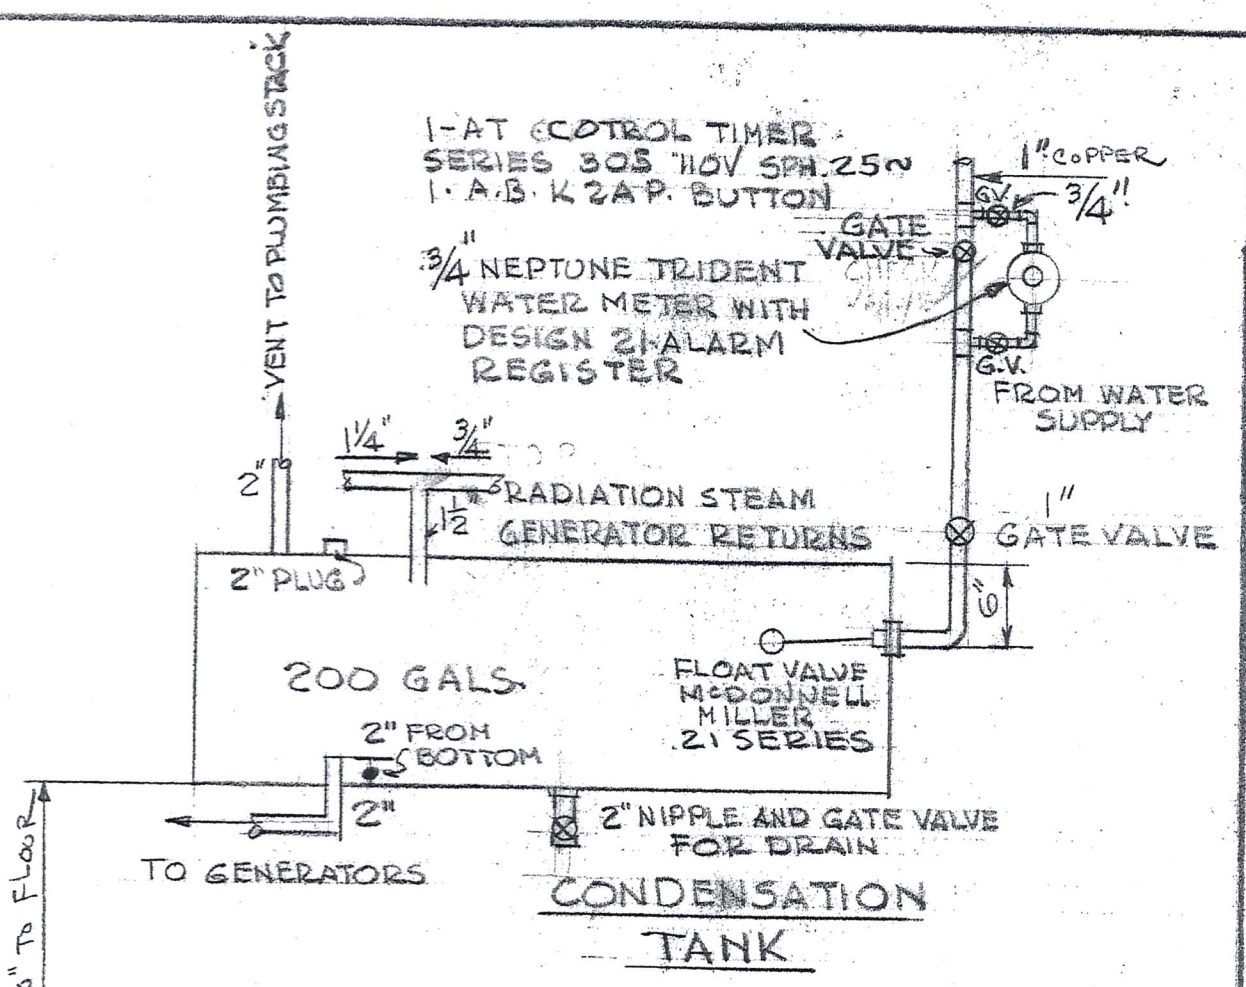 VENT TO PLUMBING STACK
1-AT COTROL TIMER
SERIES 305 110V SPH. 25~
1. A.B. K 2AP. BUTTON
1" COPPER
G.V.
3/4"
GATE
VALVE
3/4" NEPTUNE TRIDENT
WATER METER WITH
DESIGN 21-ALARM
REGISTER
G.V.
FROM WATER
SUPPLY
1 1/4"
3/4"
2"
1 1/2"
RADIATION STEAM
GENERATOR RETURNS
1"
GATE VALVE
2" PLUG
6"
200 GALS.
FLOAT VALVE
McDONNELL
MILLER
.21 SERIES
2" FROM
BOTTOM
2"
2" NIPPLE AND GATE VALVE
FOR DRAIN
TO GENERATORS
TO FLOOR
CONDENSATION
TANK